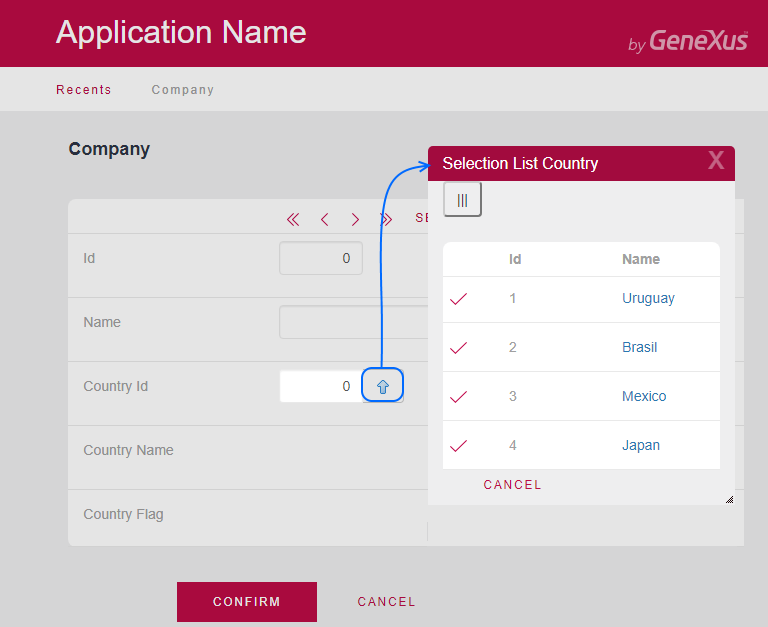 Application Name
by GeneXus
Recents Company
Company
SE
Id 0
Name
Country Id 0
Country Name
Country Flag
CONFIRM CANCEL
Selection List Country X
Id Name
1 Uruguay
2 Brasil
3 Mexico
4 Japan
CANCEL